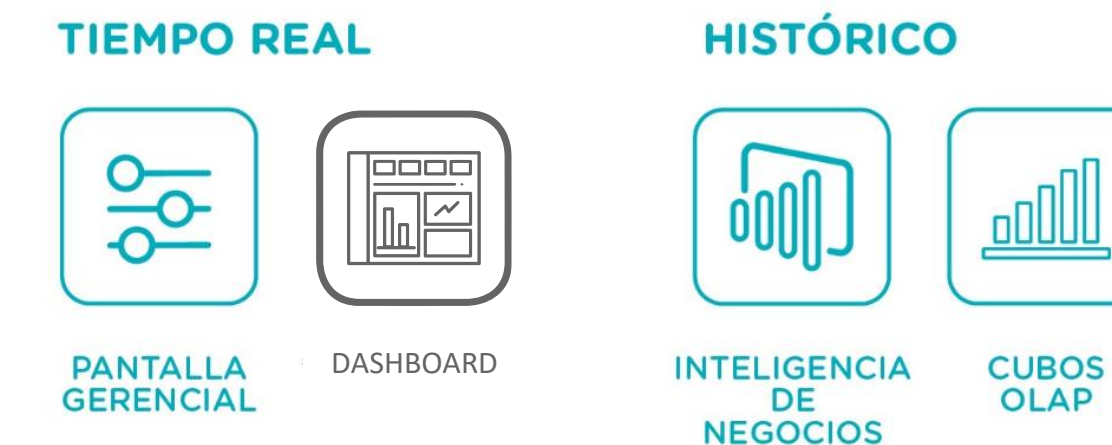 TIEMPO REAL
HISTÓRICO
PANTALLA
GERENCIAL
DASHBOARD
INTELIGENCIA
DE
NEGOCIOS
CUBOS
OLAP